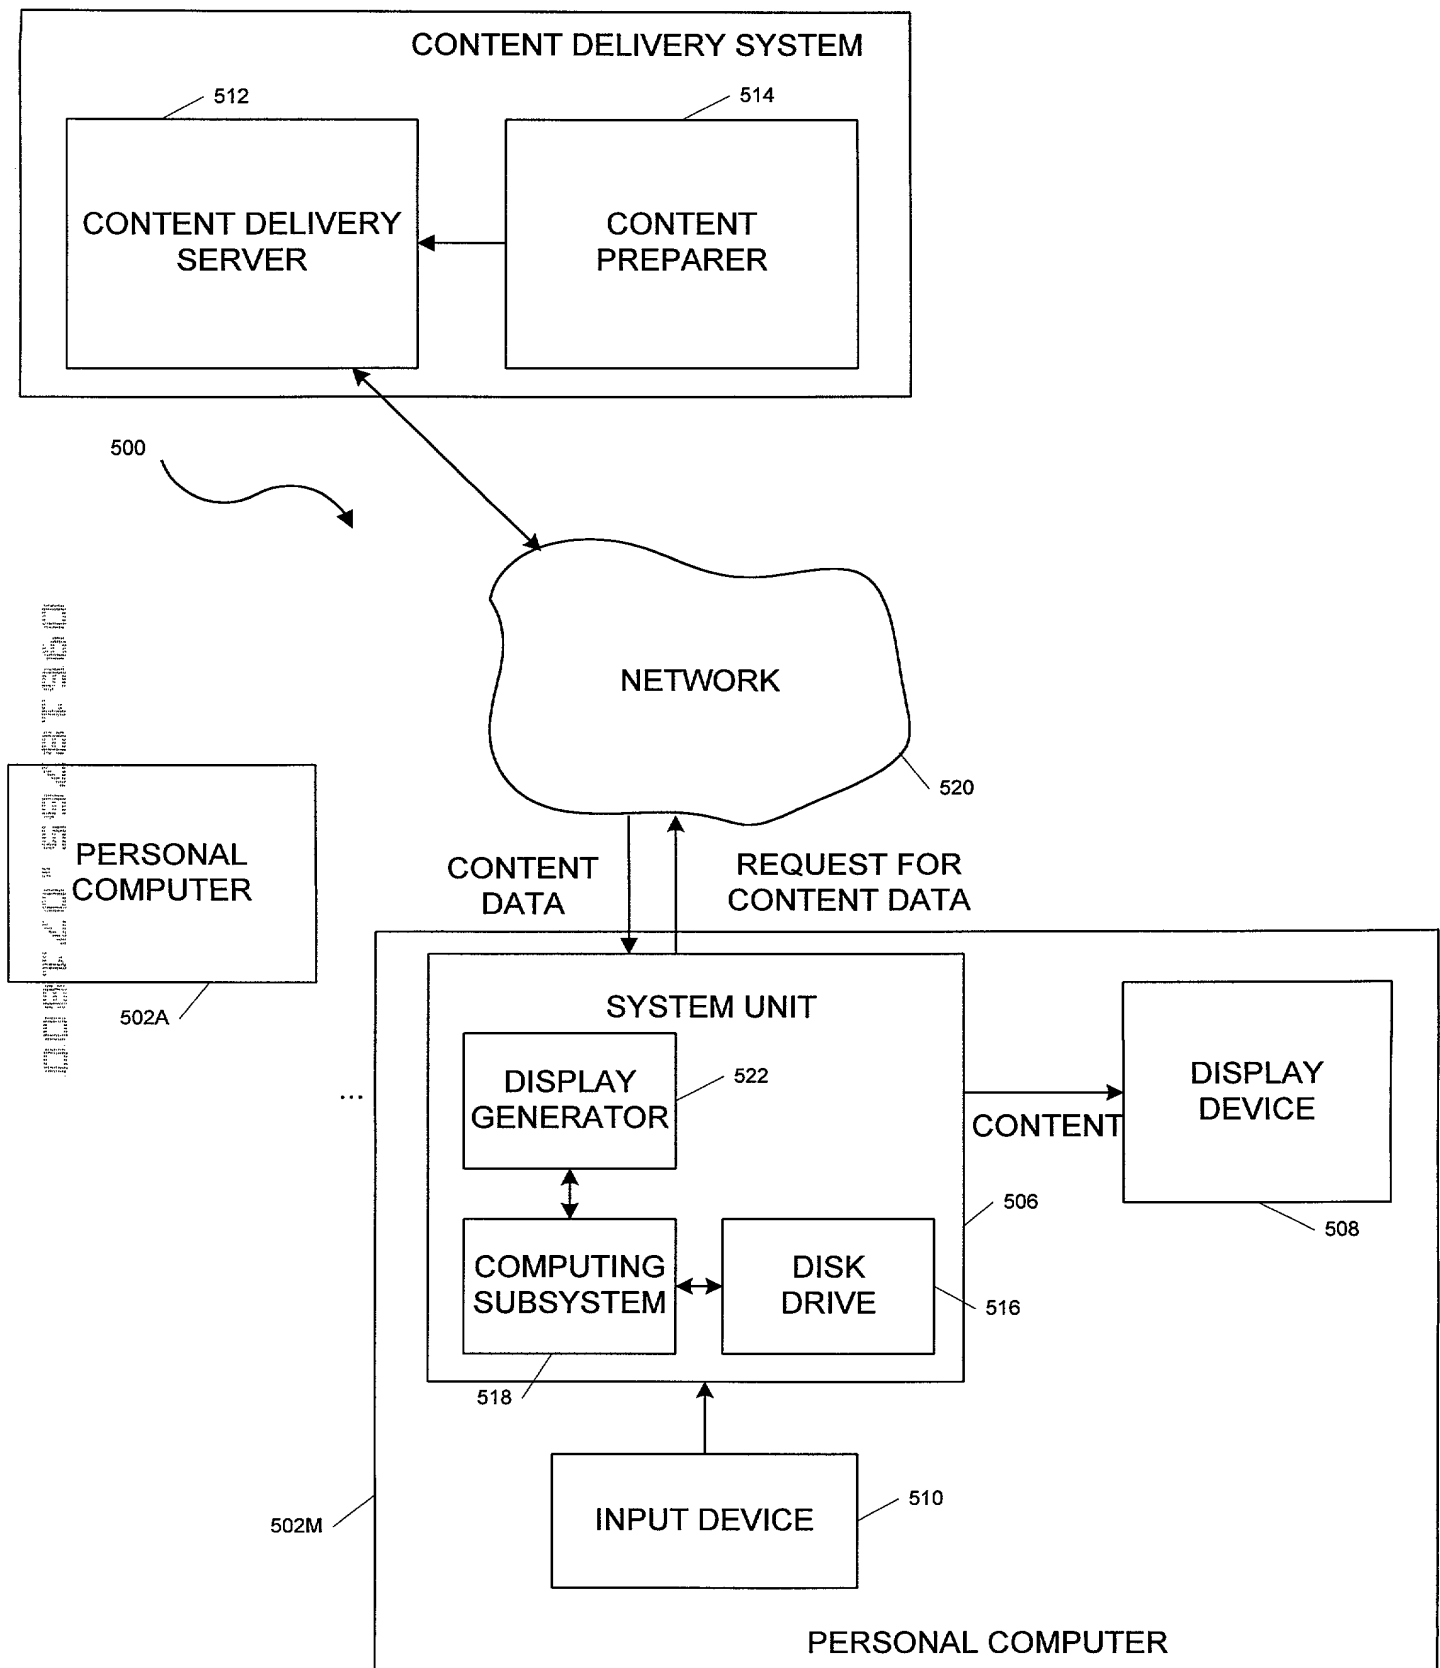 CONTENT DELIVERY SYSTEM
512
514
CONTENT DELIVERY
SERVER
CONTENT
PREPARER
500
NETWORK
520
PERSONAL
COMPUTER
502A
CONTENT
DATA
REQUEST FOR
CONTENT DATA
SYSTEM UNIT
DISPLAY
GENERATOR
522
DISPLAY
DEVICE
CONTENT
...
506
508
COMPUTING
SUBSYSTEM
DISK
DRIVE
516
518
INPUT DEVICE
510
502M
PERSONAL COMPUTER